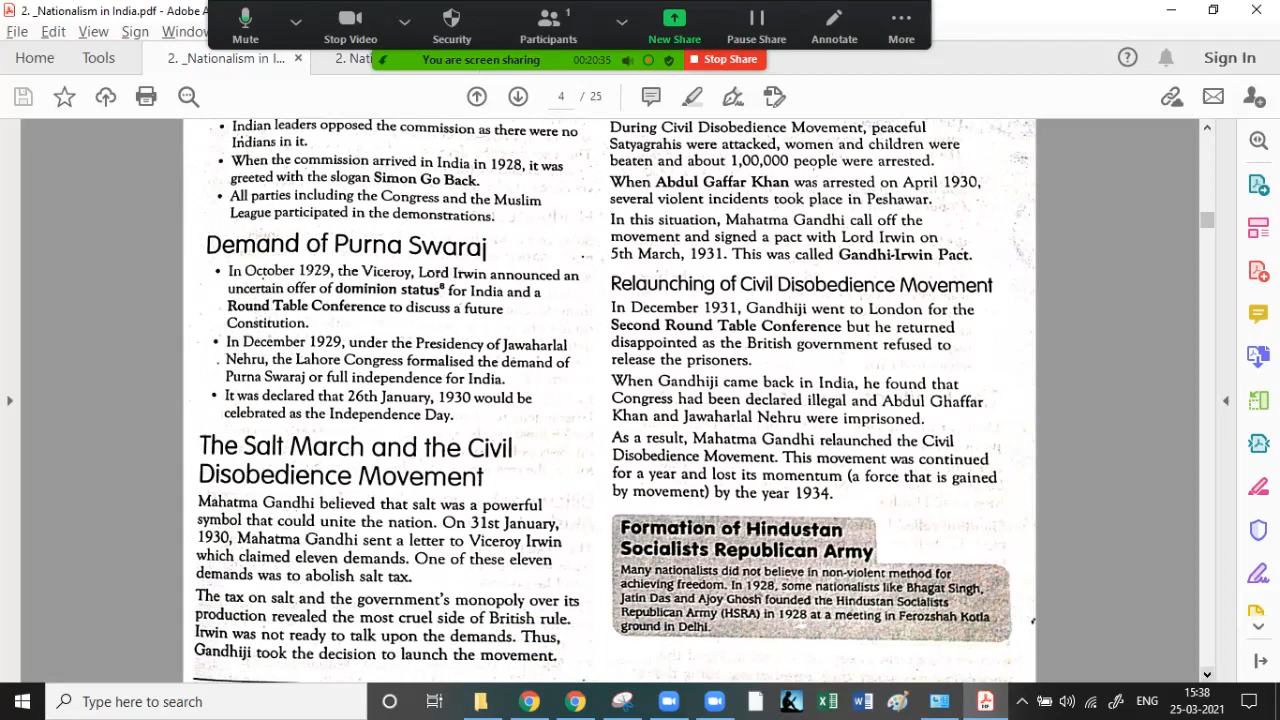 2. _Nationalism in India.pdf - Adobe A
File Edit View Sign Window
Mute
Stop Video
Security
1
Participants
New Share
Pause Share
Annotate
More
You are screen sharing
00:20:35
Stop Share
Home
Tools
2. _Nationalism in I...
2. Nati
Sign In
4 / 25
• Indian leaders opposed the commission as there were no
Indians in it.
• When the commission arrived in India in 1928, it was
greeted with the slogan Simon Go Back.
• All parties including the Congress and the Muslim
League participated in the demonstrations.
Demand of Purna Swaraj
• In October 1929, the Viceroy, Lord Irwin announced an
uncertain offer of dominion status⁸ for India and a
Round Table Conference to discuss a future
Constitution.
• In December 1929, under the Presidency of Jawaharlal
Nehru, the Lahore Congress formalised the demand of
Purna Swaraj or full independence for India.
• It was declared that 26th January, 1930 would be
celebrated as the Independence Day.
The Salt March and the Civil
Disobedience Movement
Mahatma Gandhi believed that salt was a powerful
symbol that could unite the nation. On 31st January,
1930, Mahatma Gandhi sent a letter to Viceroy Irwin
which claimed eleven demands. One of these eleven
demands was to abolish salt tax.
The tax on salt and the government's monopoly over its
production revealed the most cruel side of British rule.
Irwin was not ready to talk upon the demands. Thus,
Gandhiji took the decision to launch the movement.
During Civil Disobedience Movement, peaceful
Satyagrahis were attacked, women and children were
beaten and about 1,00,000 people were arrested.
When Abdul Gaffar Khan was arrested on April 1930,
several violent incidents took place in Peshawar.
In this situation, Mahatma Gandhi call off the
movement and signed a pact with Lord Irwin on
5th March, 1931. This was called Gandhi-Irwin Pact.
Relaunching of Civil Disobedience Movement
In December 1931, Gandhiji went to London for the
Second Round Table Conference but he returned
disappointed as the British government refused to
release the prisoners.
When Gandhiji came back in India, he found that
Congress had been declared illegal and Abdul Ghaffar
Khan and Jawaharlal Nehru were imprisoned.
As a result, Mahatma Gandhi relaunched the Civil
Disobedience Movement. This movement was continued
for a year and lost its momentum (a force that is gained
by movement) by the year 1934.
Formation of Hindustan
Socialists Republican Army
Many nationalists did not believe in non-violent method for
achieving freedom. In 1928, some nationalists like Bhagat Singh,
Jatin Das and Ajoy Ghosh founded the Hindustan Socialists
Republican Army (HSRA) in 1928 at a meeting in Ferozshah Kotla
ground in Delhi.
Type here to search
ENG
15:38
25-03-2021